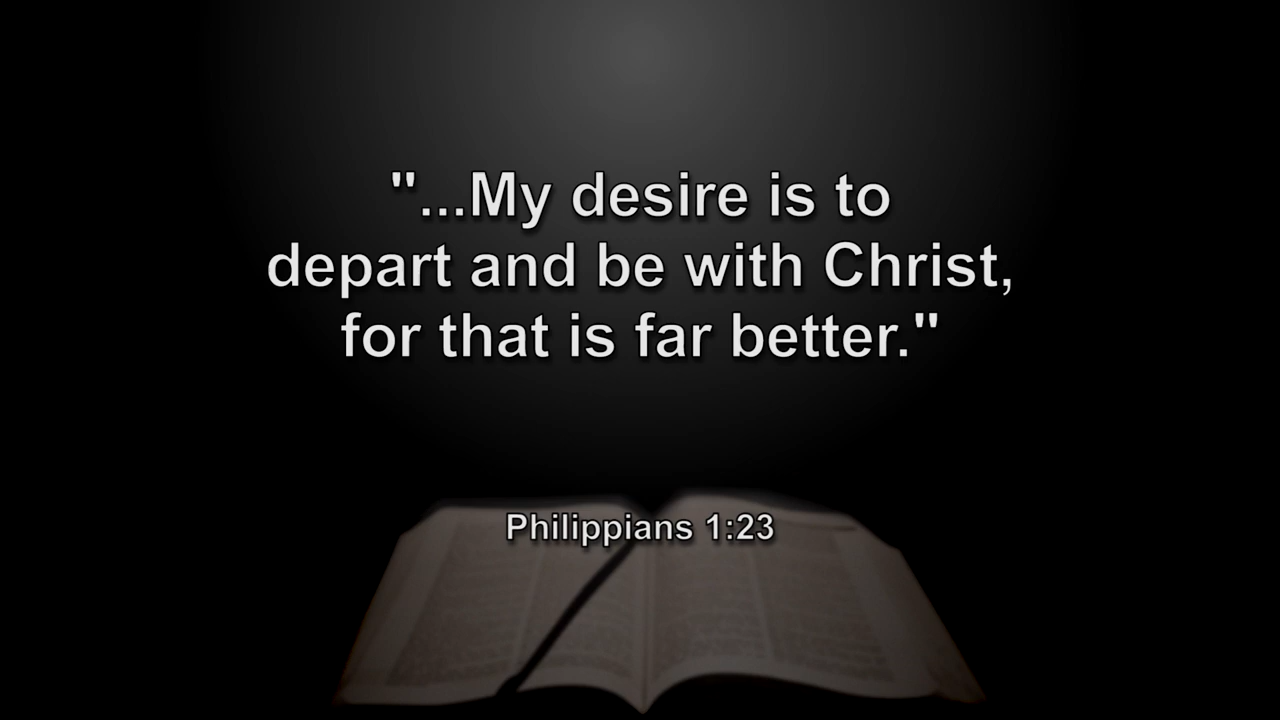 "...My desire is to
depart and be with Christ,
for that is far better."
Philippians 1:23